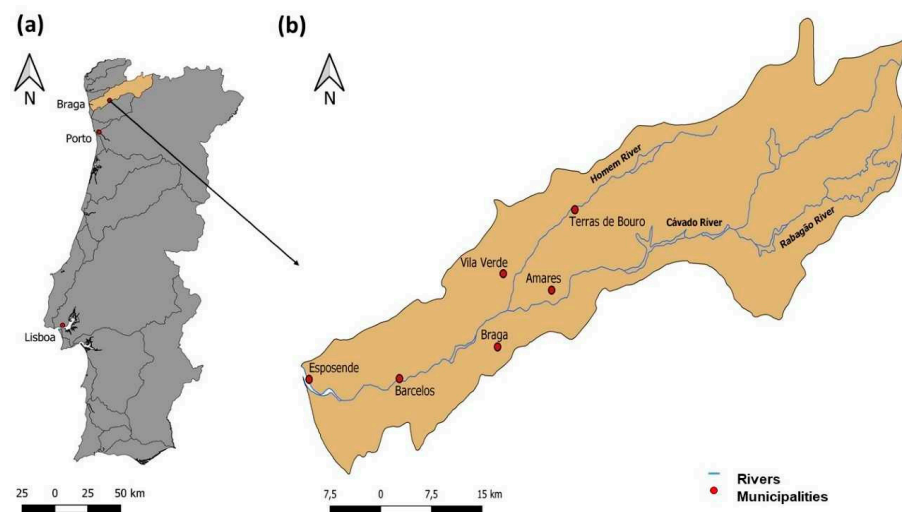 (a)
N
Braga
Porto
Lisboa
25 0 25 50 km
(b)
N
Homem River
Terras de Bouro
Cávado River
Rabagão River
Vila Verde
Amares
Braga
Esposende
Barcelos
7,5 0 7,5 15 km
Rivers
Municipalities